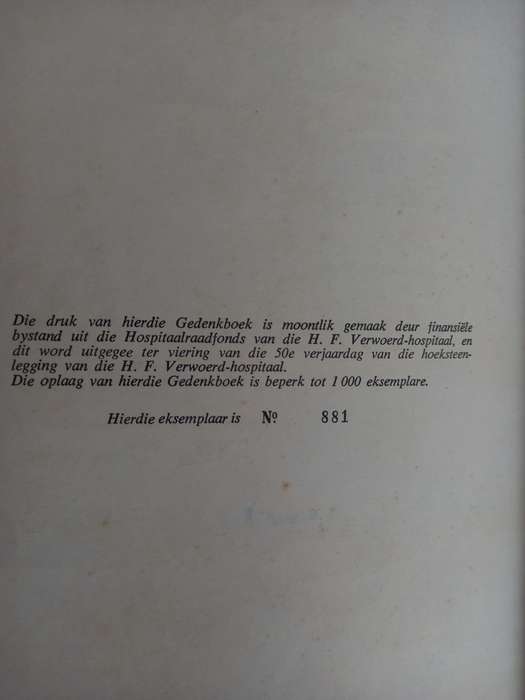 Die druk van hierdie Gedenkboek is moontlik gemaak deur finansiële
bystand uit die Hospitaalraadfonds van die H. F. Verwoerd-hospitaal, en
dit word uitgegee ter viering van die 50e verjaardag van die hoeksteen-
legging van die H. F. Verwoerd-hospitaal.
Die oplaag van hierdie Gedenkboek is beperk tot 1 000 eksemplare.
Hierdie eksemplaar is Nº 881